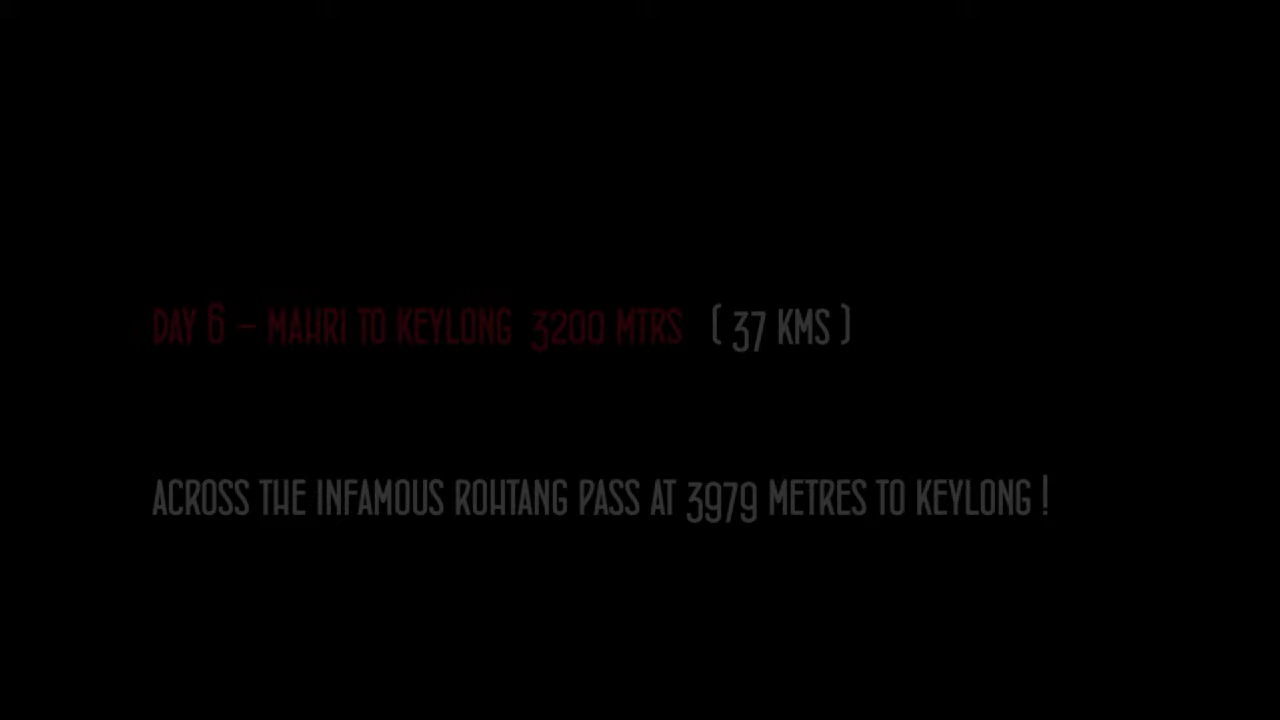 DAY 6 – MAHRI TO KEYLONG 3200 MTRS ( 37 KMS )
ACROSS THE INFAMOUS ROHTANG PASS AT 3979 METRES TO KEYLONG !